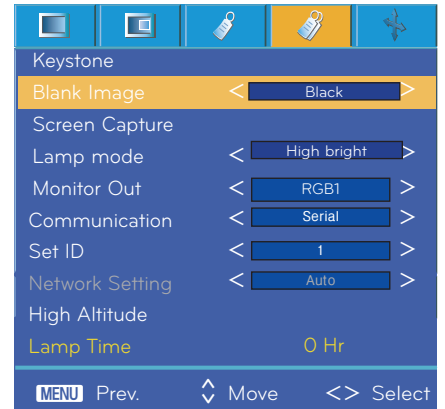 Keystone
Blank Image < Black >
Screen Capture
Lamp mode < High bright >
Monitor Out < RGB1 >
Communication < Serial >
Set ID < 1 >
Network Setting < Auto >
High Altitude
Lamp Time 0 Hr
MENU Prev. Move <> Select